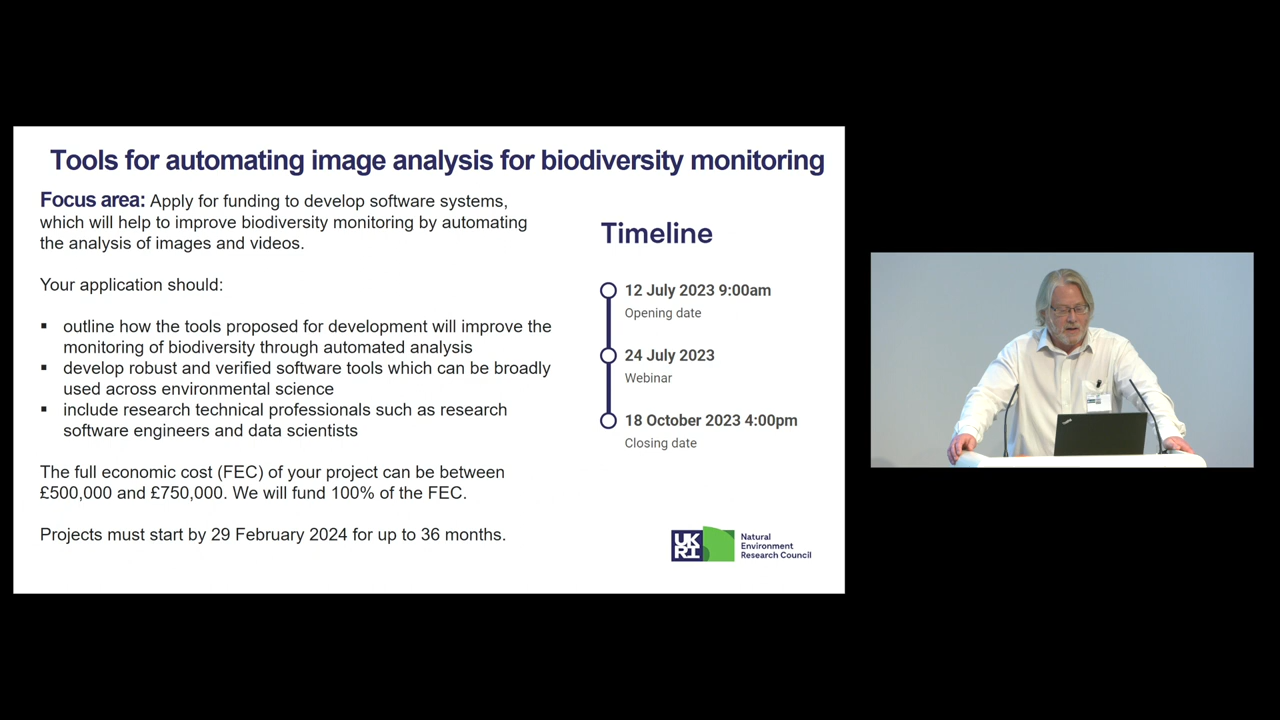 Tools for automating image analysis for biodiversity monitoring
Focus area: Apply for funding to develop software systems,
which will help to improve biodiversity monitoring by automating
the analysis of images and videos.
Your application should:
▪ outline how the tools proposed for development will improve the
monitoring of biodiversity through automated analysis
▪ develop robust and verified software tools which can be broadly
used across environmental science
▪ include research technical professionals such as research
software engineers and data scientists
The full economic cost (FEC) of your project can be between
£500,000 and £750,000. We will fund 100% of the FEC.
Projects must start by 29 February 2024 for up to 36 months.
Timeline
12 July 2023 9:00am
Opening date
24 July 2023
Webinar
18 October 2023 4:00pm
Closing date
UK
RI
Natural
Environment
Research Council